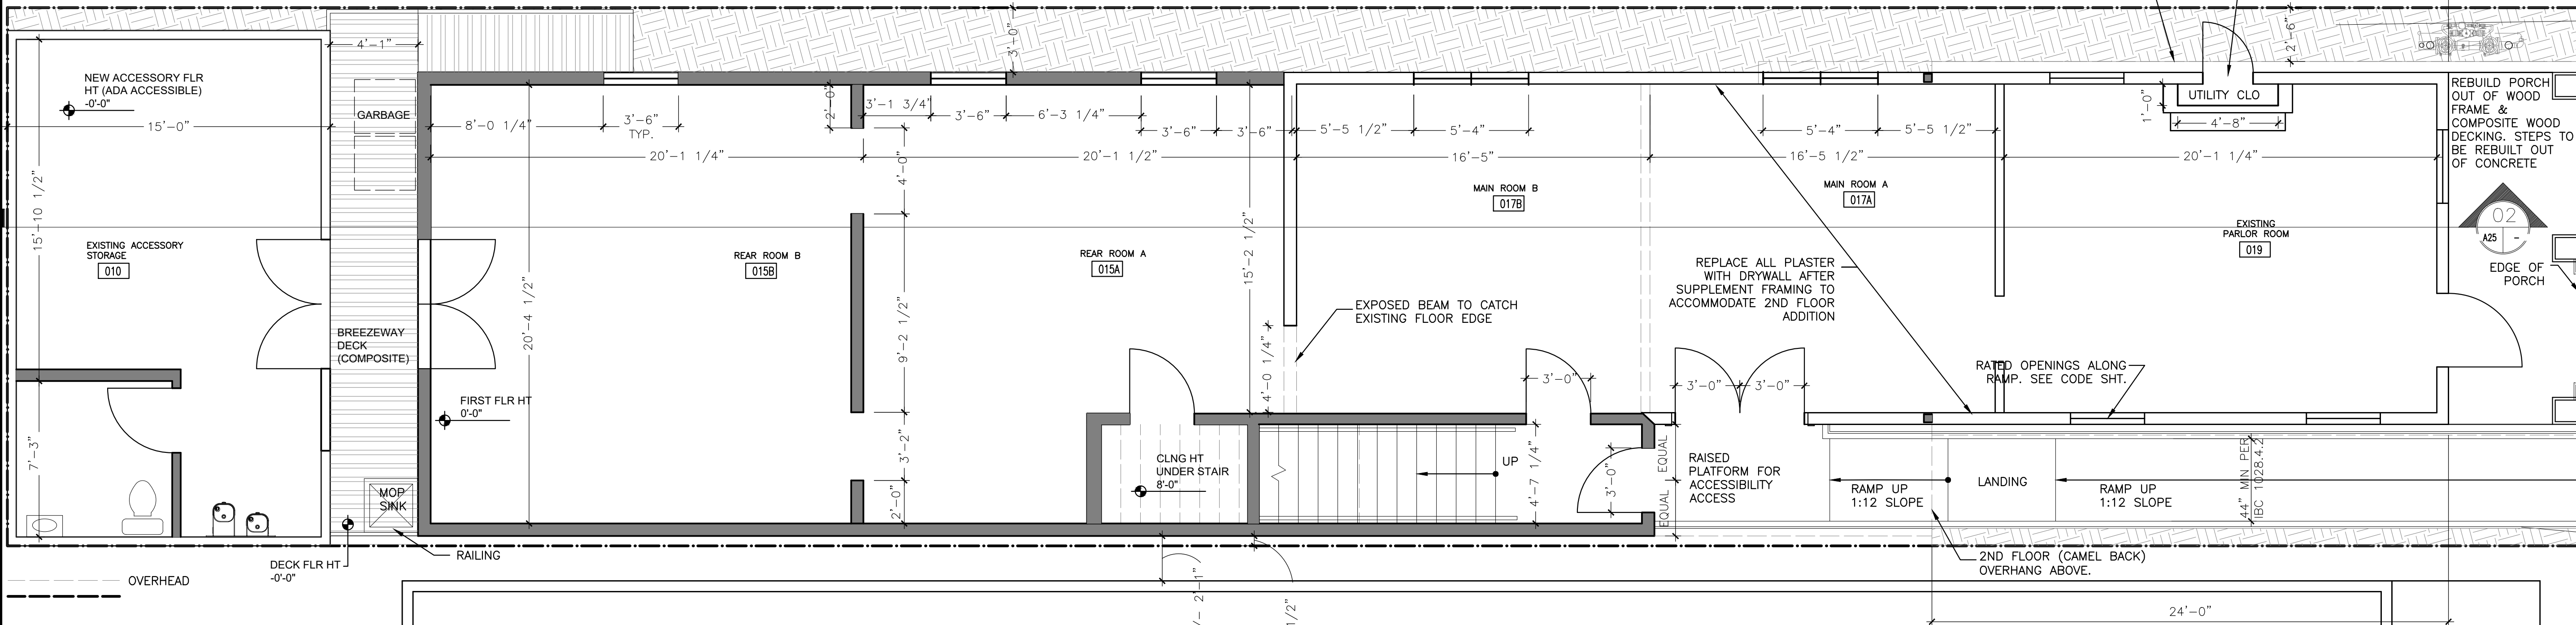 4'-1"
3'-0"
2'-6"
NEW ACCESSORY FLR
HT (ADA ACCESSIBLE)
-0'-0"
GARBAGE
15'-0"
15'-10 1/2"
EXISTING ACCESSORY
STORAGE
010
7'-3"
BREEZEWAY
DECK
(COMPOSITE)
MOP
SINK
RAILING
DECK FLR HT
-0'-0"
OVERHEAD
8'-0 1/4"
3'-6"
TYP.
2'-0"
3'-1 3/4"
3'-6"
6'-3 1/4"
3'-6"
3'-6"
5'-5 1/2"
5'-4"
5'-4"
5'-5 1/2"
20'-1 1/4"
20'-1 1/2"
16'-5"
16'-5 1/2"
20'-1 1/4"
1'-0"
UTILITY CLO
4'-8"
4'-0"
20'-4 1/2"
9'-2 1/2"
3'-2"
2'-0"
15'-2 1/2"
4'-0 1/4"
REAR ROOM B
015B
REAR ROOM A
015A
MAIN ROOM B
017B
MAIN ROOM A
017A
EXISTING
PARLOR ROOM
019
FIRST FLR HT
0'-0"
EXPOSED BEAM TO CATCH
EXISTING FLOOR EDGE
REPLACE ALL PLASTER
WITH DRYWALL AFTER
SUPPLEMENT FRAMING TO
ACCOMMODATE 2ND FLOOR
ADDITION
RATED OPENINGS ALONG
RAMP. SEE CODE SHT.
REBUILD PORCH
OUT OF WOOD
FRAME &
COMPOSITE WOOD
DECKING. STEPS TO
BE REBUILT OUT
OF CONCRETE
02
A25
-
EDGE OF
PORCH
3'-0"
3'-0"
3'-0"
CLNG HT
UNDER STAIR
8'-0"
UP
4'-7 1/4"
3'-0"
EQUAL
EQUAL
RAISED
PLATFORM FOR
ACCESSIBILITY
ACCESS
RAMP UP
1:12 SLOPE
LANDING
RAMP UP
1:12 SLOPE
44" MIN PER
IBC 1028.4.2
2ND FLOOR (CAMEL BACK)
OVERHANG ABOVE.
2'-1"
1/2"
24'-0"